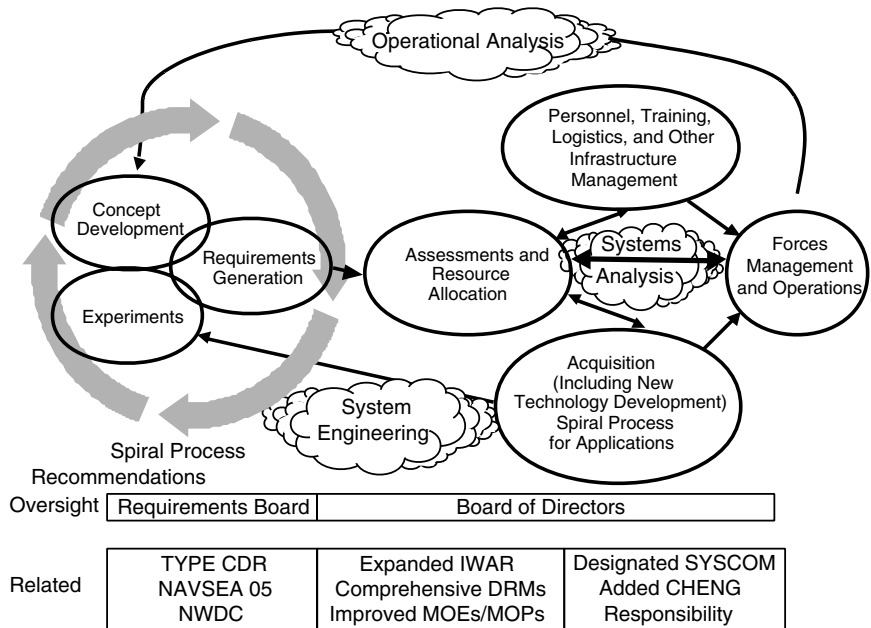 Operational Analysis
Personnel, Training,
Logistics, and Other
Infrastructure
Management
Concept
Development
Requirements
Generation
Experiments
Assessments and
Resource
Allocation
Systems
Analysis
Forces
Management
and Operations
Acquisition
(Including New
Technology Development)
Spiral Process
for Applications
System
Engineering
Spiral Process
Recommendations
Oversight Requirements Board Board of Directors
Related
TYPE CDR
NAVSEA 05
NWDC
Expanded IWAR
Comprehensive DRMs
Improved MOEs/MOPs
Designated SYSCOM
Added CHENG
Responsibility